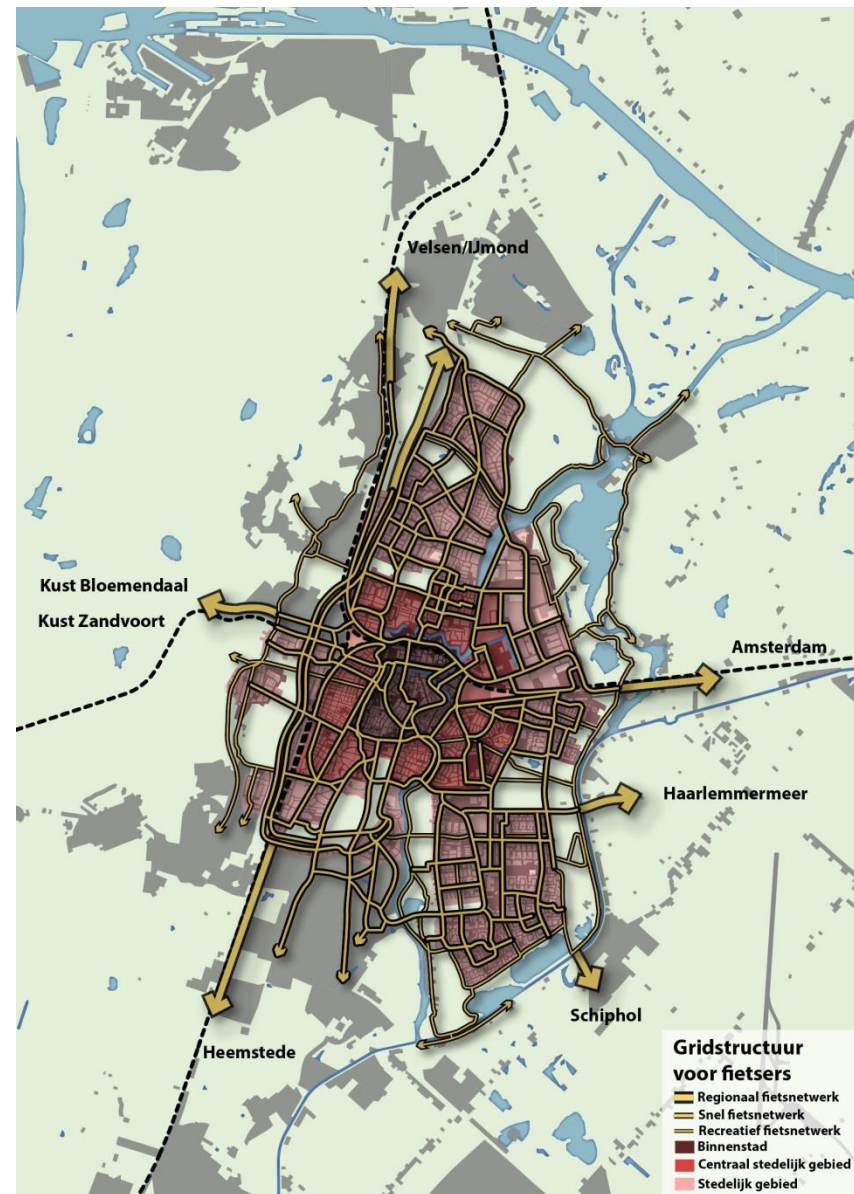 Velsen/IJmond
Kust Bloemendaal
Kust Zandvoort
Amsterdam
Haarlemmermeer
Schiphol
Heemstede
Gridstructuur
voor fietsers
Regionaal fietsnetwerk
Snel fietsnetwerk
Recreatief fietsnetwerk
Binnenstad
Centraal stedelijk gebied
Stedelijk gebied